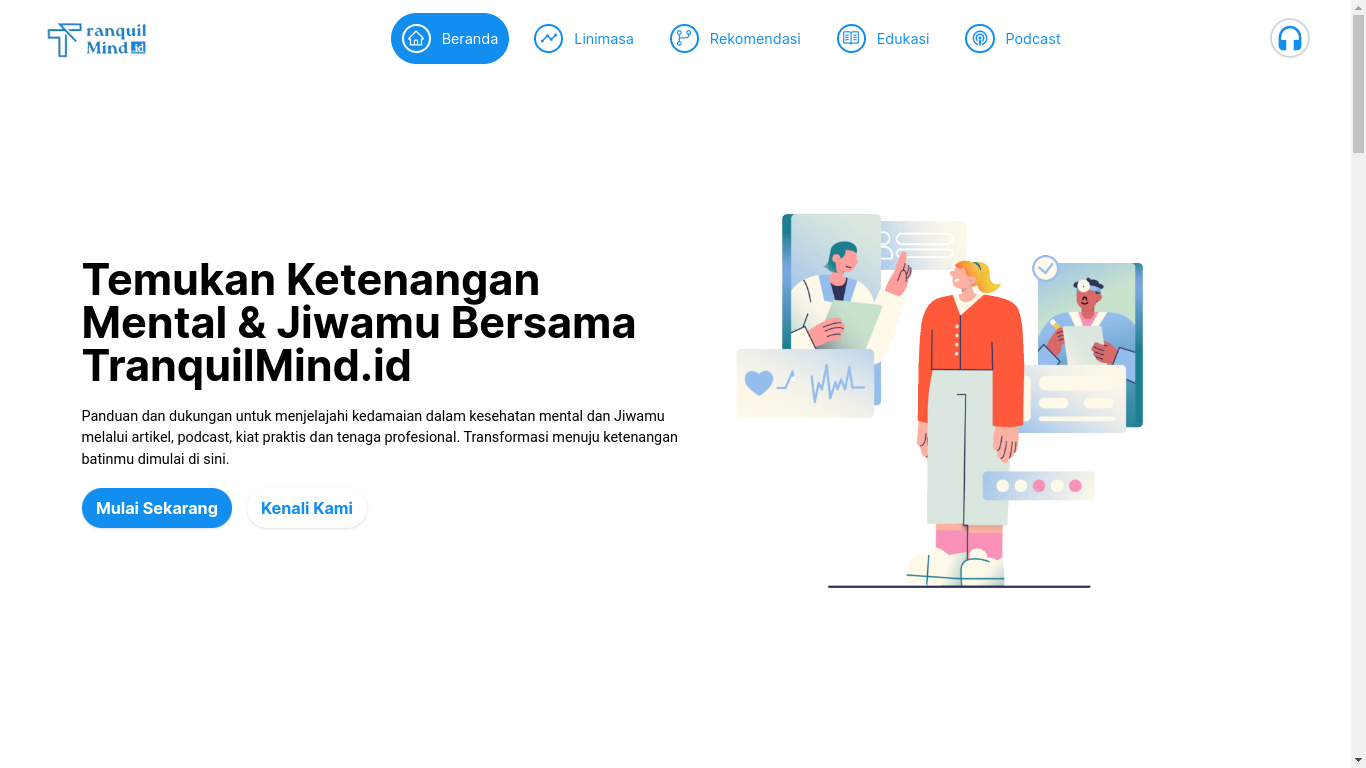 Tranquil
Mind .id
Beranda
Linimasa
Rekomendasi
Edukasi
Podcast
Temukan Ketenangan
Mental & Jiwamu Bersama
TranquilMind.id
Panduan dan dukungan untuk menjelajahi kedamaian dalam kesehatan mental dan Jiwamu
melalui artikel, podcast, kiat praktis dan tenaga profesional. Transformasi menuju ketenangan
batinmu dimulai di sini.
Mulai Sekarang
Kenali Kami